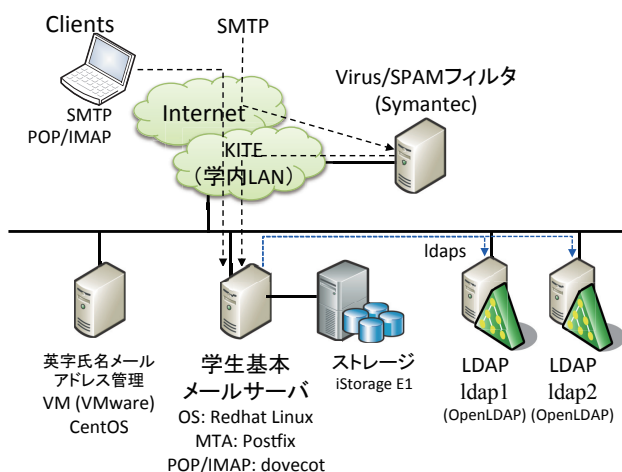 Clients
SMTP
SMTP
POP/IMAP
Virus/SPAMフィルタ
(Symantec)
Internet
KITE
(学内LAN)
ldaps
英字氏名メール
アドレス管理
VM (VMware)
CentOS
学生基本
メールサーバ
OS: Redhat Linux
MTA: Postfix
POP/IMAP: dovecot
ストレージ
iStorage E1
LDAP
ldap1
(OpenLDAP)
LDAP
ldap2
(OpenLDAP)